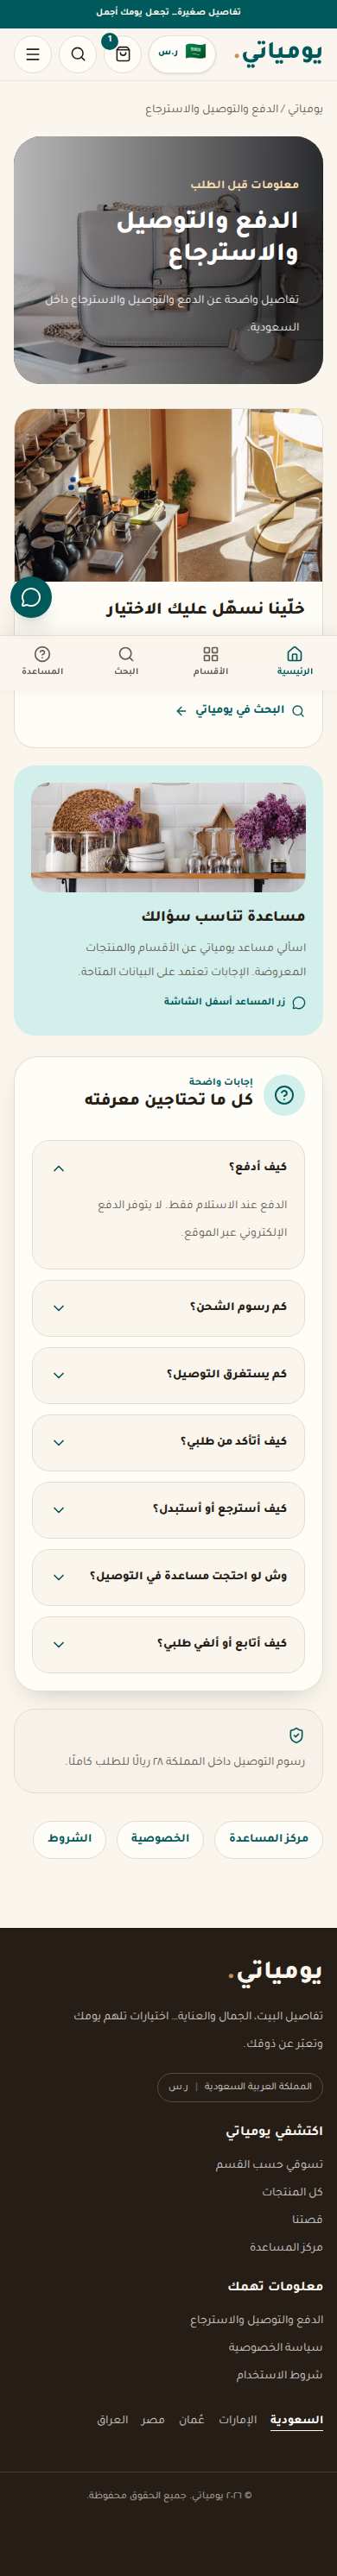 تفاصيل صغيرة… تجعل يومك أجمل
يومياتي.
ر.س
1
يومياتي / الدفع والتوصيل والاسترجاع
معلومات قبل الطلب
الدفع والتوصيل
والاسترجاع
تفاصيل واضحة عن الدفع والتوصيل والاسترجاع داخل
السعودية.
خلّينا نسهّل عليك الاختيار
الرئيسية
الأقسام
البحث
المساعدة
البحث في يومياتي
مساعدة تناسب سؤالك
اسألي مساعد يومياتي عن الأقسام والمنتجات
المعروضة. الإجابات تعتمد على البيانات المتاحة.
زر المساعد أسفل الشاشة
إجابات واضحة
كل ما تحتاجين معرفته
كيف أدفع؟
الدفع عند الاستلام فقط. لا يتوفر الدفع
الإلكتروني عبر الموقع.
كم رسوم الشحن؟
كم يستغرق التوصيل؟
كيف أتأكد من طلبي؟
كيف أسترجع أو أستبدل؟
وش لو احتجت مساعدة في التوصيل؟
كيف أتابع أو ألغي طلبي؟
رسوم التوصيل داخل المملكة ٢٨ ريالًا للطلب كاملًا.
مركز المساعدة
الخصوصية
الشروط
يومياتي.
تفاصيل البيت، الجمال والعناية… اختيارات تلهم يومك
وتعبّر عن ذوقك.
المملكة العربية السعودية | ر.س
اكتشفي يومياتي
تسوقي حسب القسم
كل المنتجات
قصتنا
مركز المساعدة
معلومات تهمك
الدفع والتوصيل والاسترجاع
سياسة الخصوصية
شروط الاستخدام
السعودية الإمارات عُمان مصر العراق
© ٢٠٢٦ يومياتي. جميع الحقوق محفوظة.